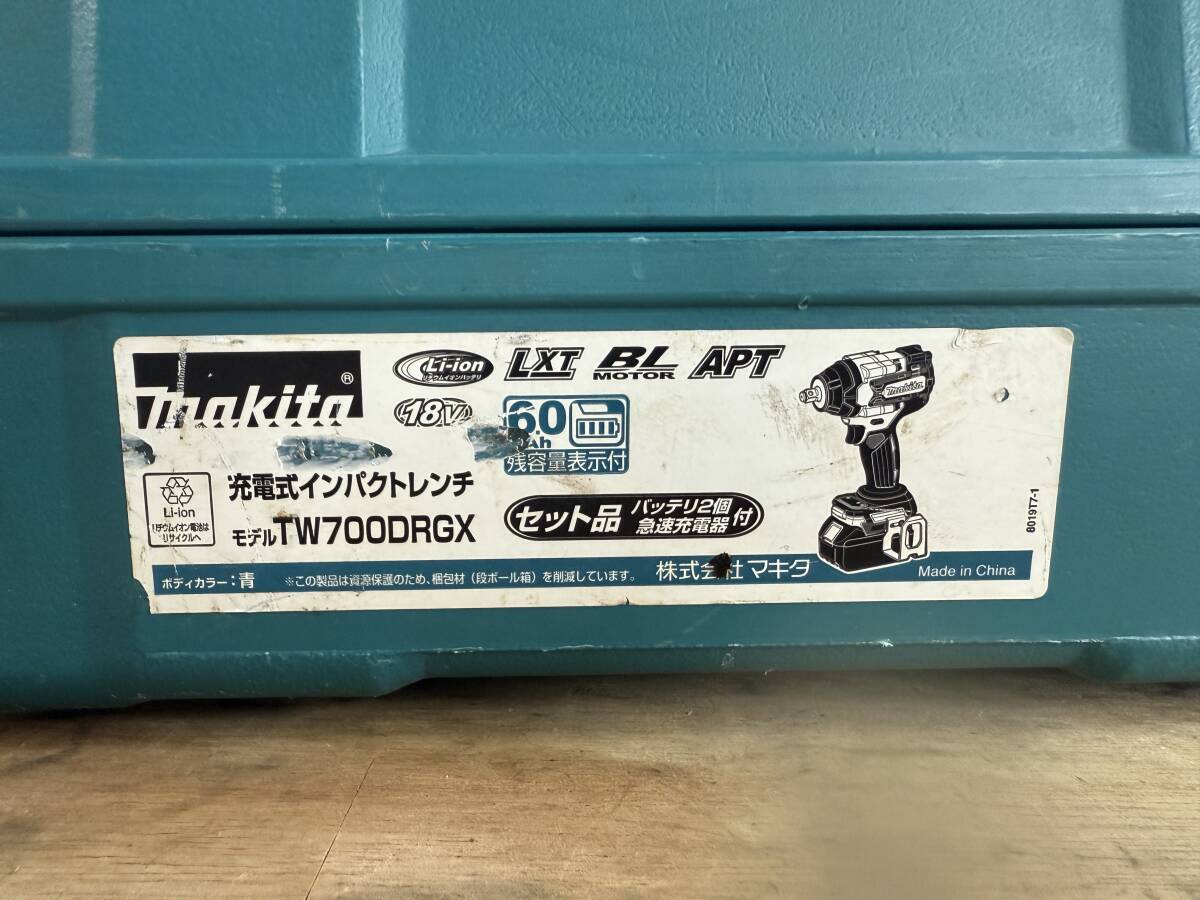 makita®
Li-ion
リチウムイオンバッテリ
LXT
BL
MOTOR
APT
18V
6.0
Ah
残容量表示付
makita
Li-ion
リチウムイオン電池は
リサイクルへ
充電式インパクトレンチ
モデルTW700DRGX
セット品 バッテリ2個 急速充電器 付
8019T7-1
ボディカラー:青 ※この製品は資源保護のため、梱包材(段ボール箱)を削減しています。 株式会社 マキタ Made in China